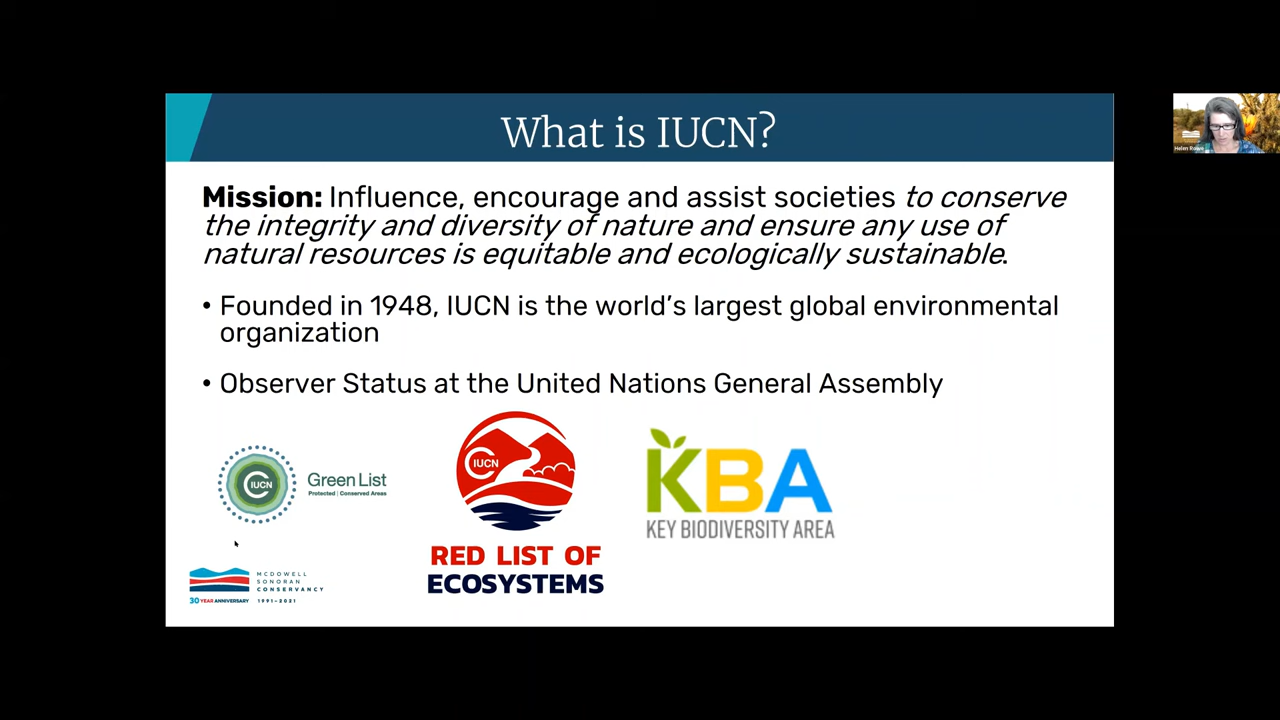 What is IUCN?
Mission: Influence, encourage and assist societies to conserve
the integrity and diversity of nature and ensure any use of
natural resources is equitable and ecologically sustainable.
• Founded in 1948, IUCN is the world's largest global environmental
organization
• Observer Status at the United Nations General Assembly
IUCN
Green List
Protected | Conserved Areas
IUCN
RED LIST OF
ECOSYSTEMS
KBA
KEY BIODIVERSITY AREA
MCDOWELL
SONORAN
CONSERVANCY
30 YEAR ANNIVERSARY 1991-2021
Helen Rowe